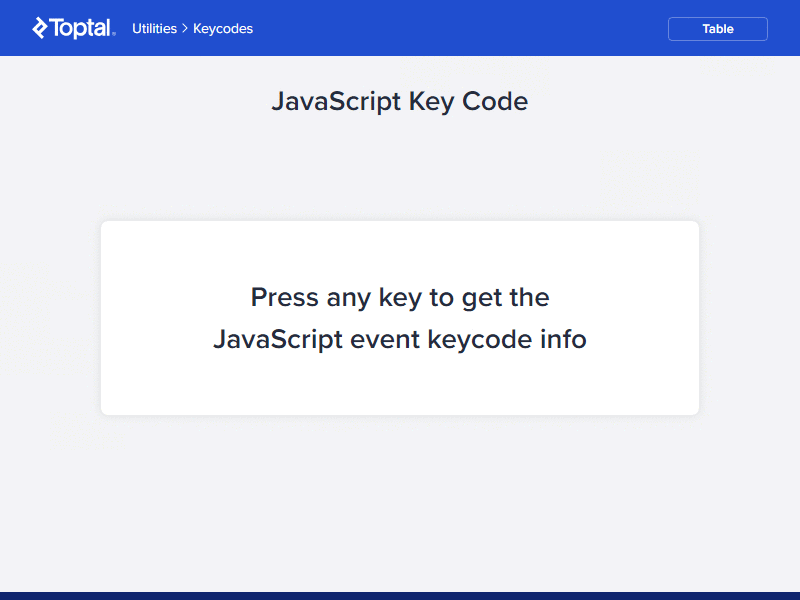 Toptal Utilities > Keycodes Table
JavaScript Key Code
Press any key to get the
JavaScript event keycode info